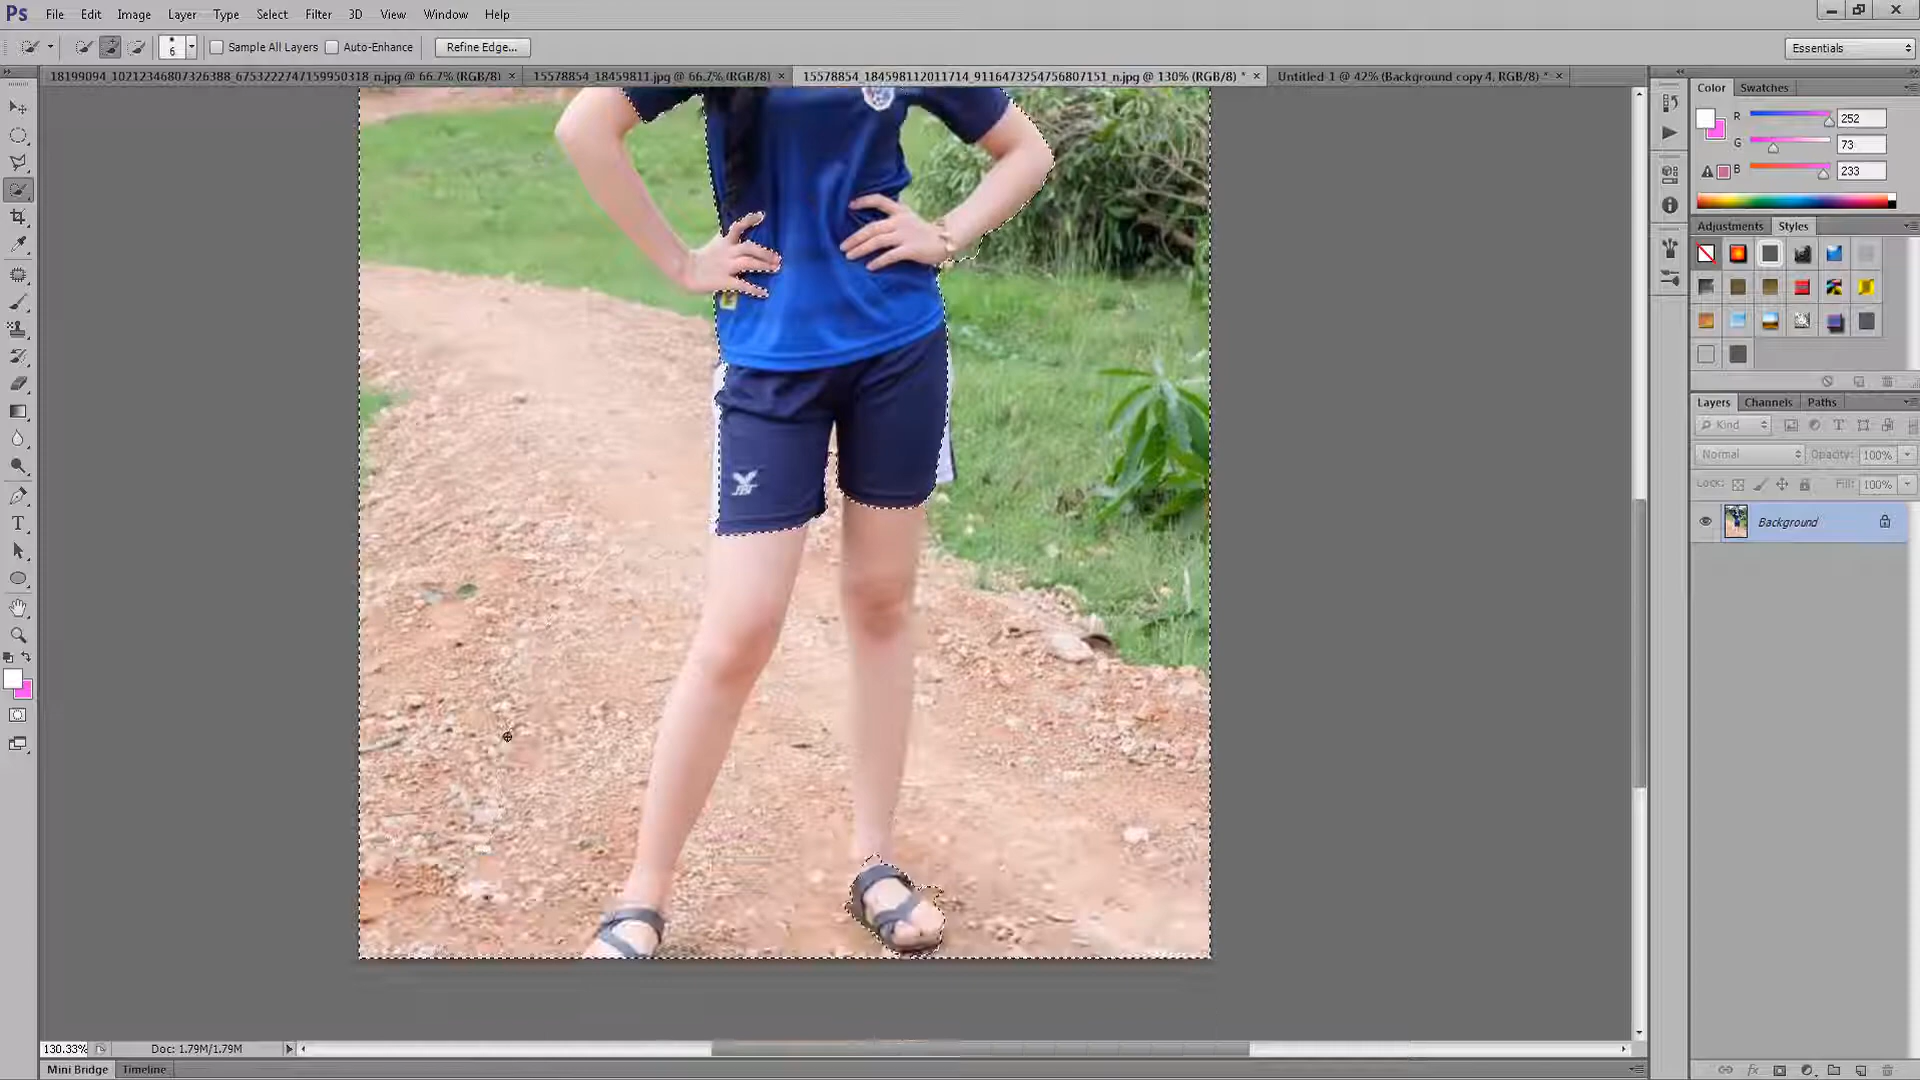 Ps File Edit Image Layer Type Select Filter 3D View Window Help
6 Sample All Layers Auto-Enhance Refine Edge... Essentials
18199094_10212346807326388_6753222747159950318_n.jpg @ 66.7% (RGB/8) × 15578854_18459811.jpg @ 66.7% (RGB/8) × 15578854_184598112011714_9116473254756807151_n.jpg @ 130% (RGB/8) * × Untitled-1 @ 42% (Background copy 4, RGB/8) * ×
Color Swatches
R 252
G 73
B 233
Adjustments Styles
Layers Channels Paths
Kind
Normal Opacity: 100%
Lock: Fill: 100%
Background
130.33% Doc: 1.79M/1.79M
Mini Bridge Timeline